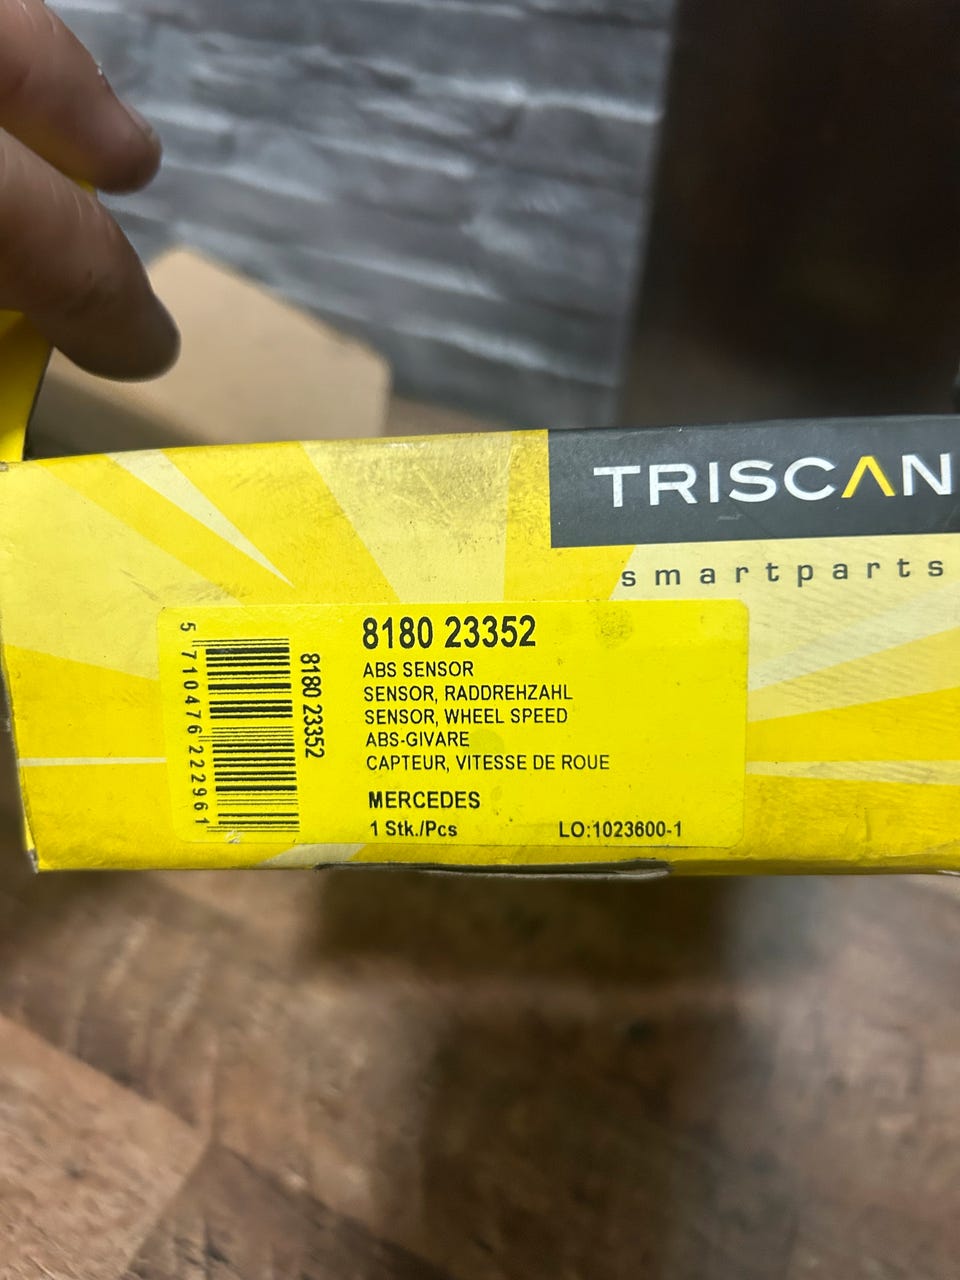 TRISCAN
smartparts
8180 23352
ABS SENSOR
SENSOR, RADDREHZAHL
SENSOR, WHEEL SPEED
ABS-GIVARE
CAPTEUR, VITESSE DE ROUE
MERCEDES
1 Stk./Pcs LO:1023600-1
8180 23352
5 710476 222961